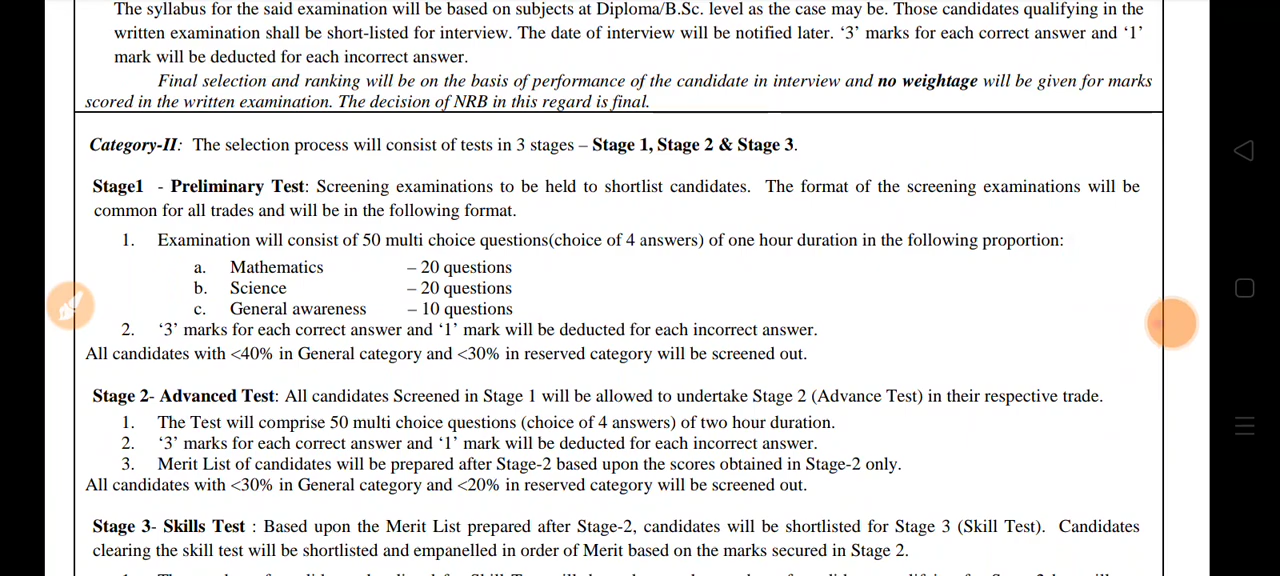 The syllabus for the said examination will be based on subjects at Diploma/B.Sc. level as the case may be. Those candidates qualifying in the
written examination shall be short-listed for interview. The date of interview will be notified later. ‘3’ marks for each correct answer and ‘1’
mark will be deducted for each incorrect answer.
Final selection and ranking will be on the basis of performance of the candidate in interview and no weightage will be given for marks
scored in the written examination. The decision of NRB in this regard is final.
Category-II: The selection process will consist of tests in 3 stages – Stage 1, Stage 2 & Stage 3.
Stage1 - Preliminary Test: Screening examinations to be held to shortlist candidates. The format of the screening examinations will be
common for all trades and will be in the following format.
1. Examination will consist of 50 multi choice questions(choice of 4 answers) of one hour duration in the following proportion:
a. Mathematics – 20 questions
b. Science – 20 questions
c. General awareness – 10 questions
2. ‘3’ marks for each correct answer and ‘1’ mark will be deducted for each incorrect answer.
All candidates with <40% in General category and <30% in reserved category will be screened out.
Stage 2- Advanced Test: All candidates Screened in Stage 1 will be allowed to undertake Stage 2 (Advance Test) in their respective trade.
1. The Test will comprise 50 multi choice questions (choice of 4 answers) of two hour duration.
2. ‘3’ marks for each correct answer and ‘1’ mark will be deducted for each incorrect answer.
3. Merit List of candidates will be prepared after Stage-2 based upon the scores obtained in Stage-2 only.
All candidates with <30% in General category and <20% in reserved category will be screened out.
Stage 3- Skills Test : Based upon the Merit List prepared after Stage-2, candidates will be shortlisted for Stage 3 (Skill Test). Candidates
clearing the skill test will be shortlisted and empanelled in order of Merit based on the marks secured in Stage 2.